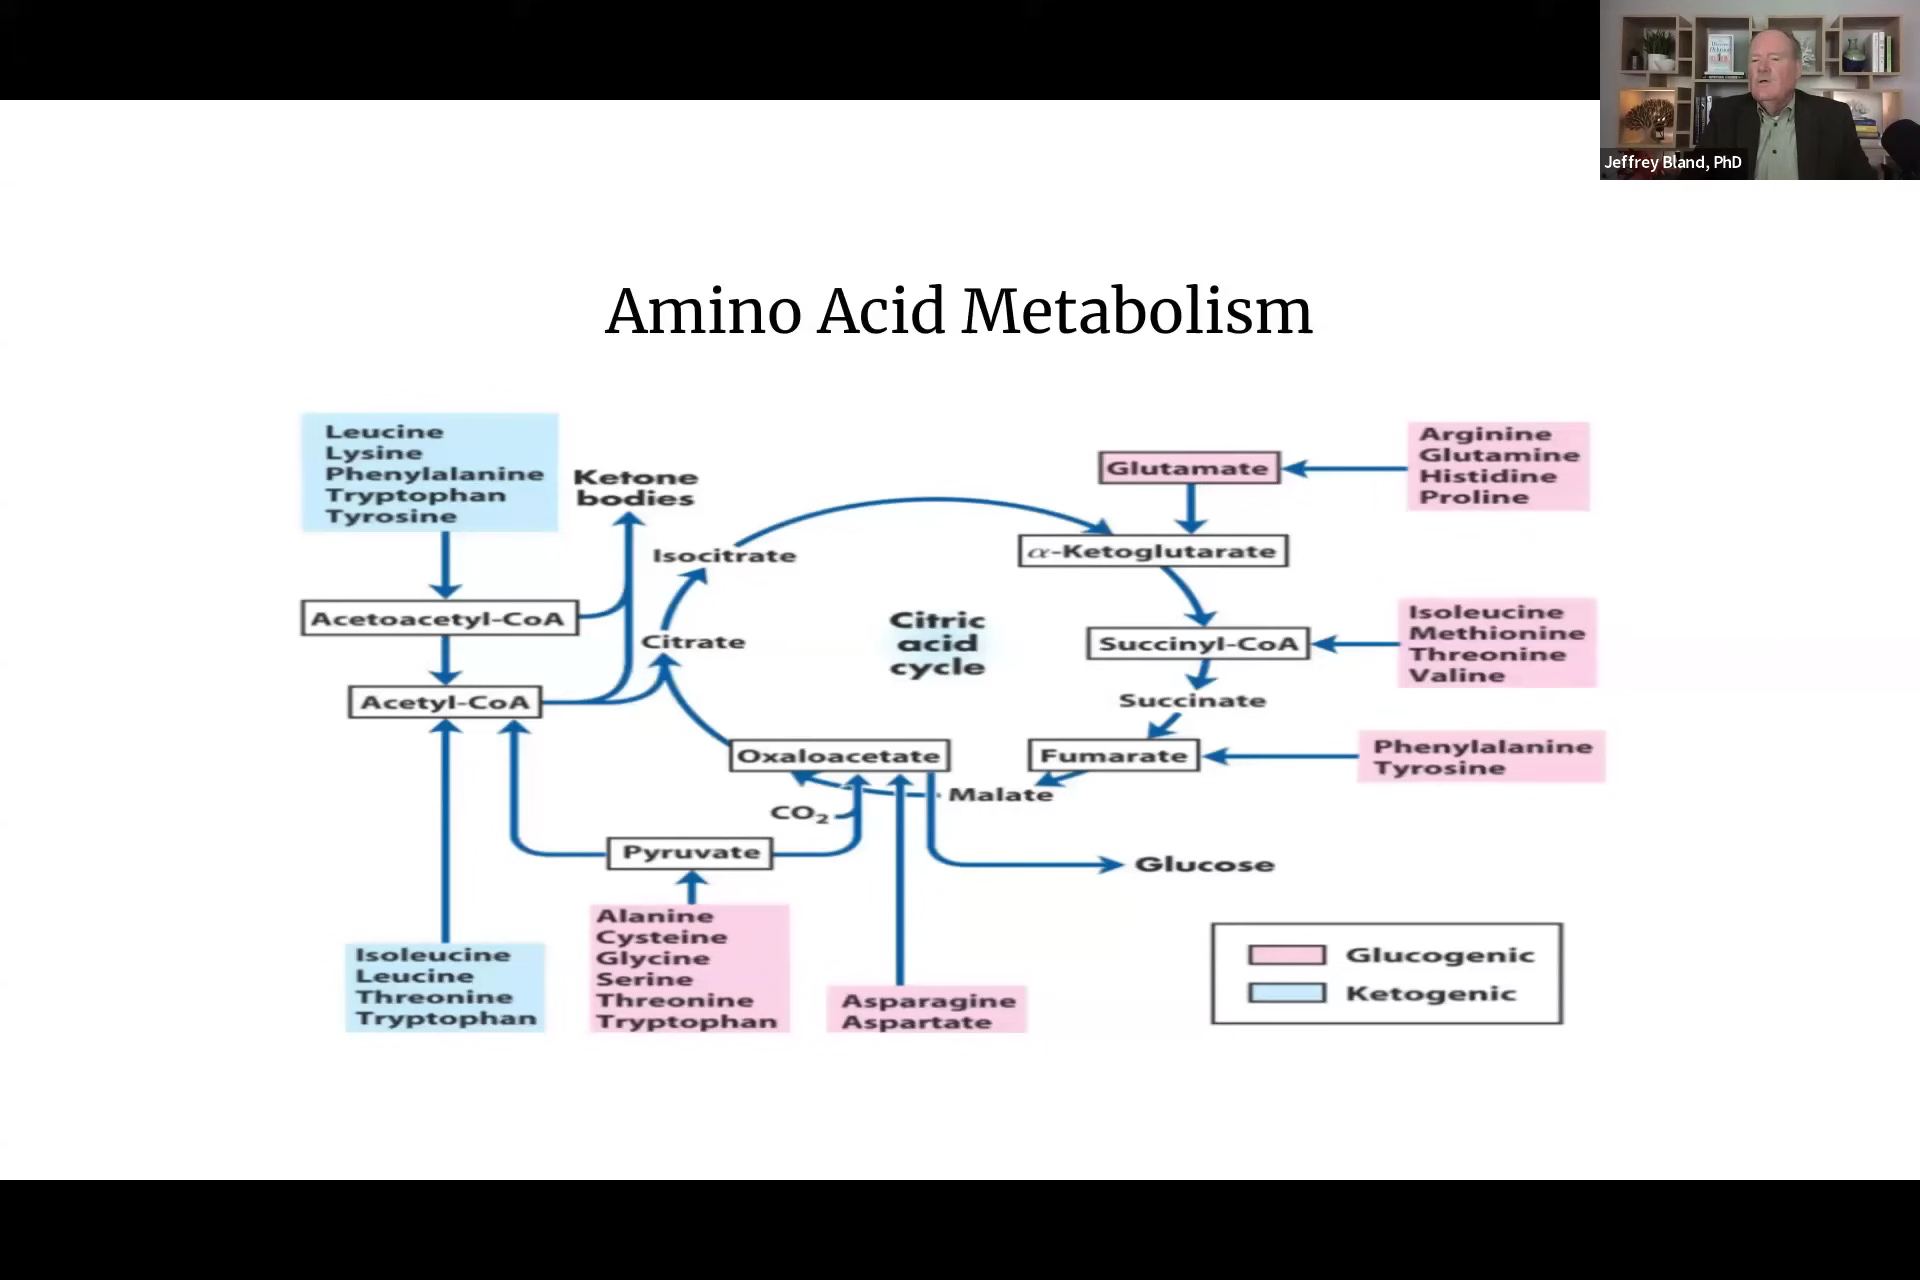 Jeffrey Bland, PhD
Amino Acid Metabolism
Leucine
Lysine
Phenylalanine
Tryptophan
Tyrosine
Ketone
bodies
Glutamate
Arginine
Glutamine
Histidine
Proline
Isocitrate
α-Ketoglutarate
Acetoacetyl-CoA
Citrate
Citric
acid
cycle
Succinyl-CoA
Isoleucine
Methionine
Threonine
Valine
Acetyl-CoA
Succinate
Oxaloacetate
Fumarate
Phenylalanine
Tyrosine
Malate
CO₂
Pyruvate
Glucose
Isoleucine
Leucine
Threonine
Tryptophan
Alanine
Cysteine
Glycine
Serine
Threonine
Tryptophan
Asparagine
Aspartate
Glucogenic
Ketogenic